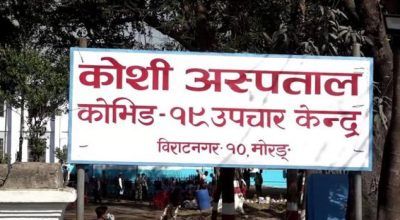 कोशी अस्पताल
कोभिड - १९ उपचार केन्द्र
विराटनगर १०, मोरङ्ग